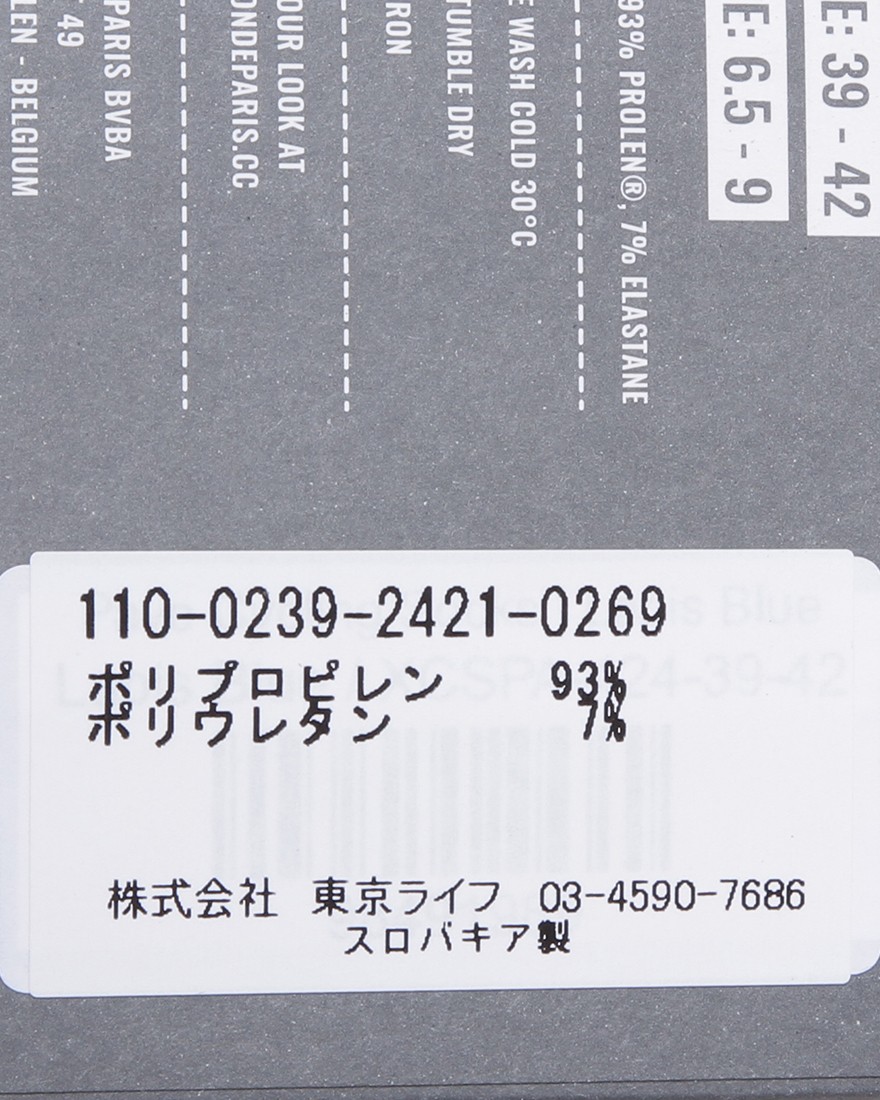 E: 39 - 42
E: 6.5 - 9
93% PROLEN®, 7% ELASTANE
E WASH COLD 30°C
TUMBLE DRY
RON
OUR LOOK AT
ONDEPARIS.CC
PARIS BVBA
49
LEN - BELGIUM
110-0239-2421-0269
ポリプロピレン 93%
ポリウレタン 7%
株式会社 東京ライフ 03-4590-7686
スロバキア製